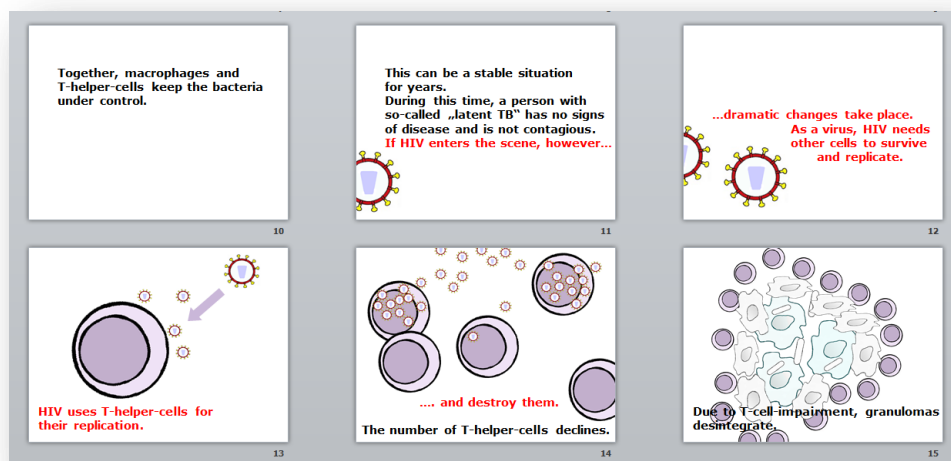 Together, macrophages and
T-helper-cells keep the bacteria
under control.
10
This can be a stable situation
for years.
During this time, a person with
so-called „latent TB“ has no signs
of disease and is not contagious.
If HIV enters the scene, however...
11
...dramatic changes take place.
As a virus, HIV needs
other cells to survive
and replicate.
12
HIV uses T-helper-cells for
their replication.
13
.... and destroy them.
The number of T-helper-cells declines.
14
Due to T-cell-impairment, granulomas
desintegrate.
15